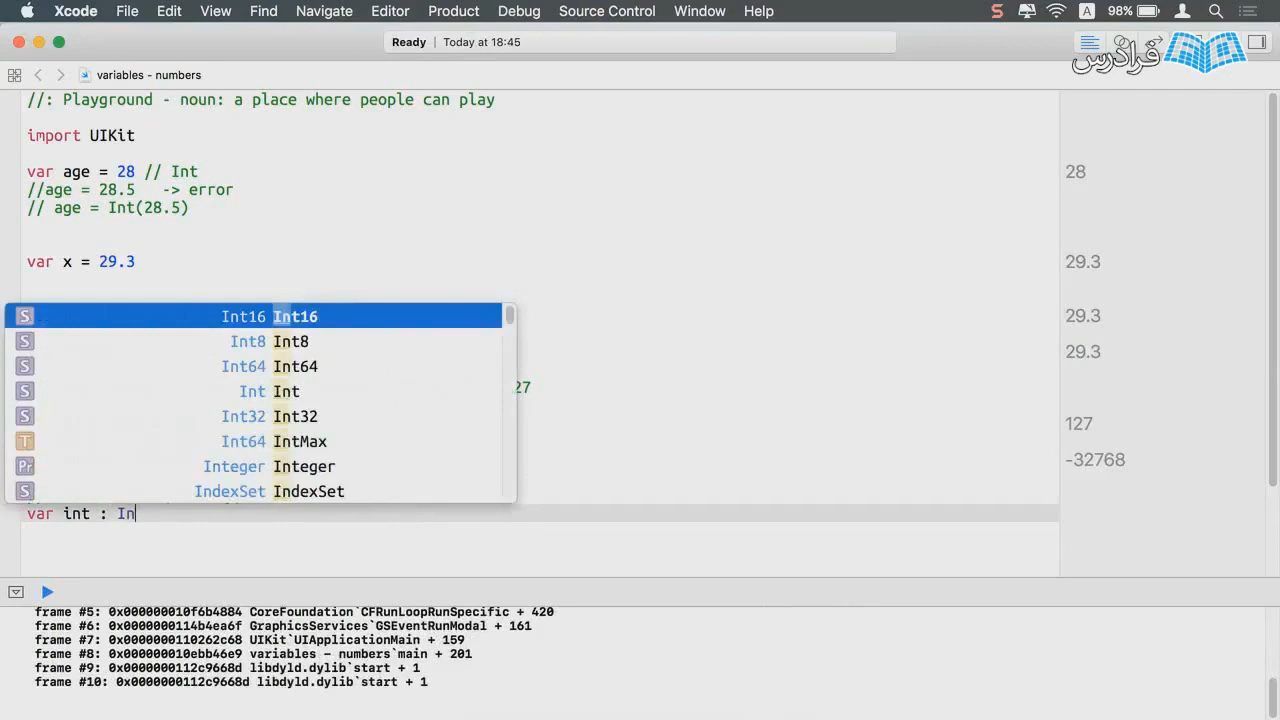 Xcode File Edit View Find Navigate Editor Product Debug Source Control Window Help S A 98%
Ready | Today at 18:45
فرادرس
variables - numbers
//: Playground - noun: a place where people can play
import UIKit
var age = 28 // Int
28
//age = 28.5 -> error
// age = Int(28.5)
var x = 29.3
29.3
S Int16 Int16
29.3
S Int8 Int8
29.3
S Int64 Int64
S Int Int
27
S Int32 Int32
127
T Int64 IntMax
-32768
Pr Integer Integer
S IndexSet IndexSet
var int : In
frame #5: 0x000000010f6b4884 CoreFoundation`CFRunLoopRunSpecific + 420
frame #6: 0x0000000114b4ea6f GraphicsServices`GSEventRunModal + 161
frame #7: 0x0000000110262c68 UIKit`UIApplicationMain + 159
frame #8: 0x000000010ebb46e9 variables - numbers`main + 201
frame #9: 0x0000000112c9668d libdyld.dylib`start + 1
frame #10: 0x0000000112c9668d libdyld.dylib`start + 1